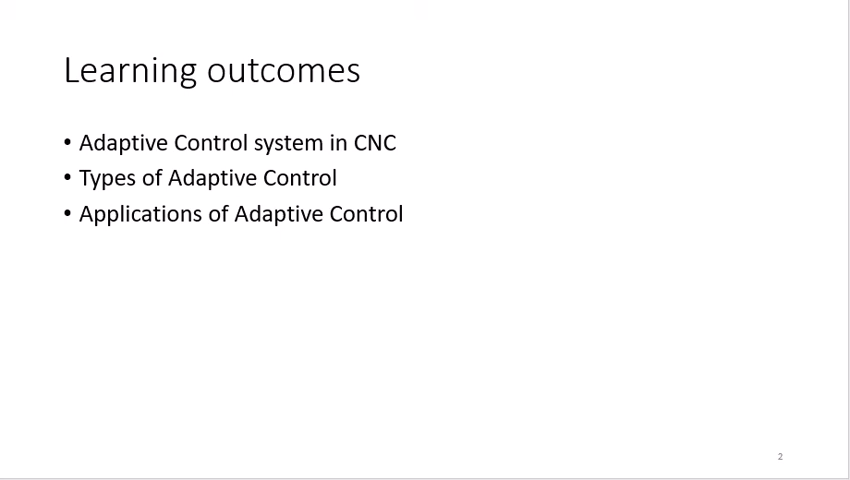 Learning outcomes
• Adaptive Control system in CNC
• Types of Adaptive Control
• Applications of Adaptive Control
2